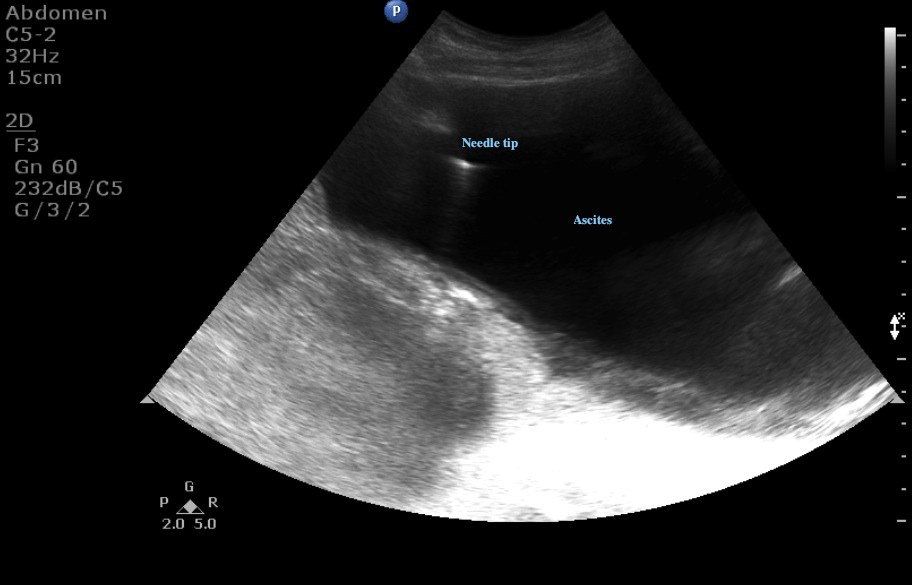 Abdomen
C5-2
32Hz
15cm
2D
F3
Gn 60
232dB/C5
G/3/2
P
Needle tip
Ascites
G
P R
2.0 5.0